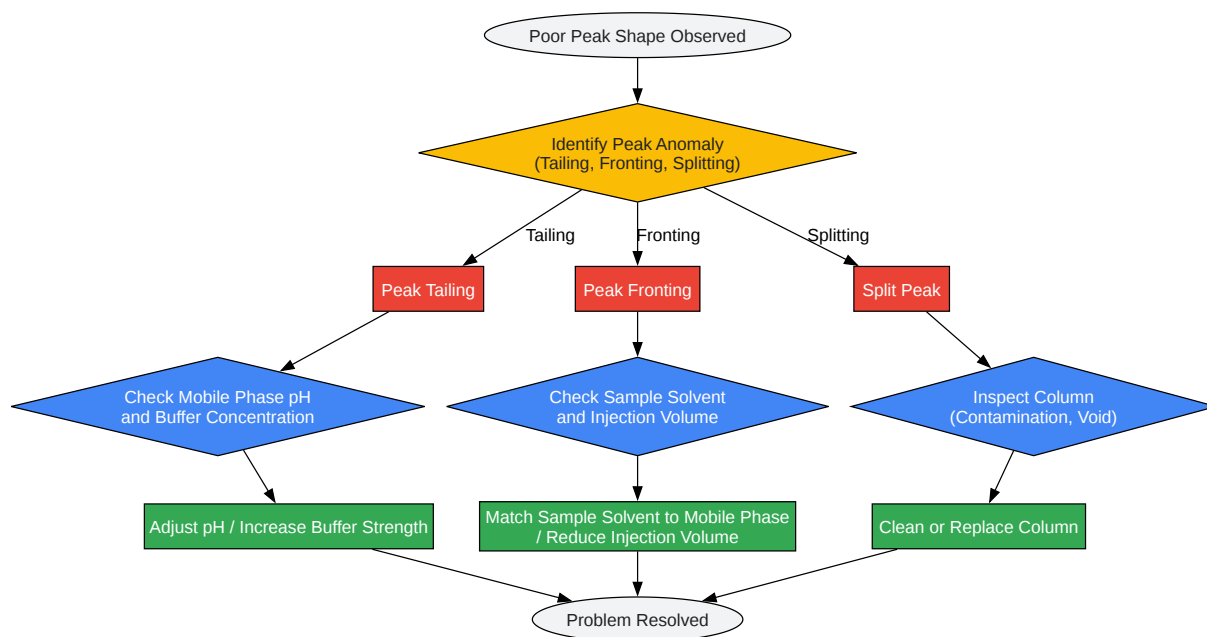 Poor Peak Shape Observed
Identify Peak Anomaly
(Tailing, Fronting, Splitting)
Tailing
Fronting
Splitting
Peak Tailing
Peak Fronting
Split Peak
Check Mobile Phase pH
and Buffer Concentration
Check Sample Solvent
and Injection Volume
Inspect Column
(Contamination, Void)
Adjust pH / Increase Buffer Strength
Match Sample Solvent to Mobile Phase
/ Reduce Injection Volume
Clean or Replace Column
Problem Resolved